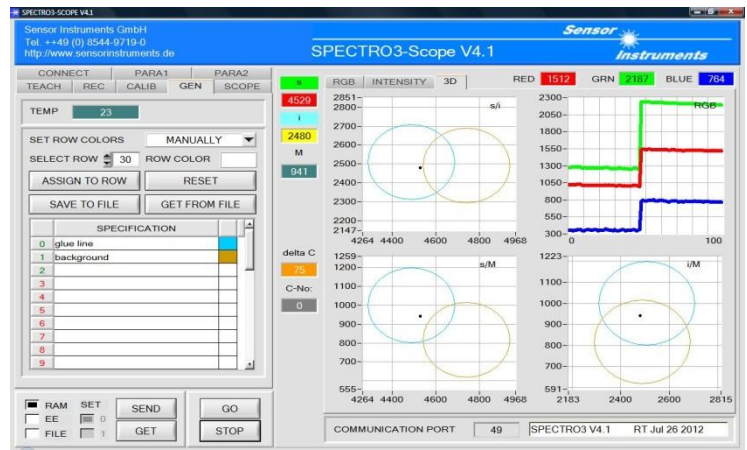 SPECTRO3-SCOPE V4.1
Sensor Instruments GmbH
Tel. ++49 (0) 8544-9719-0
http://www.sensorinstruments.de
SPECTRO3-Scope V4.1
Sensor Instruments
CONNECT PARA1 PARA2
TEACH REC CALIB GEN SCOPE
TEMP 23
SET ROW COLORS MANUALLY
SELECT ROW 30 ROW COLOR
ASSIGN TO ROW RESET
SAVE TO FILE GET FROM FILE
SPECIFICATION
0 glue line
1 background
2
3
4
5
6
7
8
9
RAM SET SEND GO
EE 0
FILE 1 GET STOP
s
4529
i
2480
M
941
delta C
75
C-No:
0
RGB INTENSITY 3D RED 1512 GRN 2187 BLUE 764
s/i
2851
2800
2700
2600
2500
2400
2300
2200
2147
4264 4400 4600 4800 4968
RGB
2300
2050
1800
1550
1300
1050
800
550
300
0 100
s/M
1259
1200
1100
1000
900
800
700
555
4264 4400 4600 4800 4968
i/M
1223
1100
1000
900
800
700
591
2183 2400 2600 2815
COMMUNICATION PORT 49 SPECTRO3 V4.1 RT Jul 26 2012